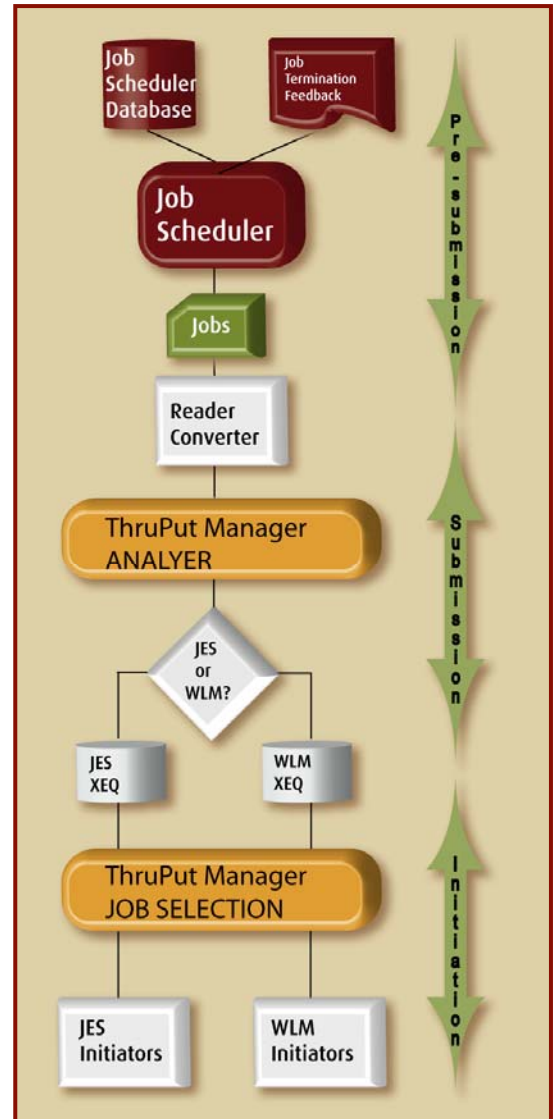 Job
Scheduler
Database
Job
Termination
Feedback
Job
Scheduler
Jobs
Reader
Converter
ThruPut Manager
ANALYER
JES
or
WLM?
JES
XEQ
WLM
XEQ
ThruPut Manager
JOB SELECTION
JES
Initiators
WLM
Initiators
Pre-submission
Submission
Initiation